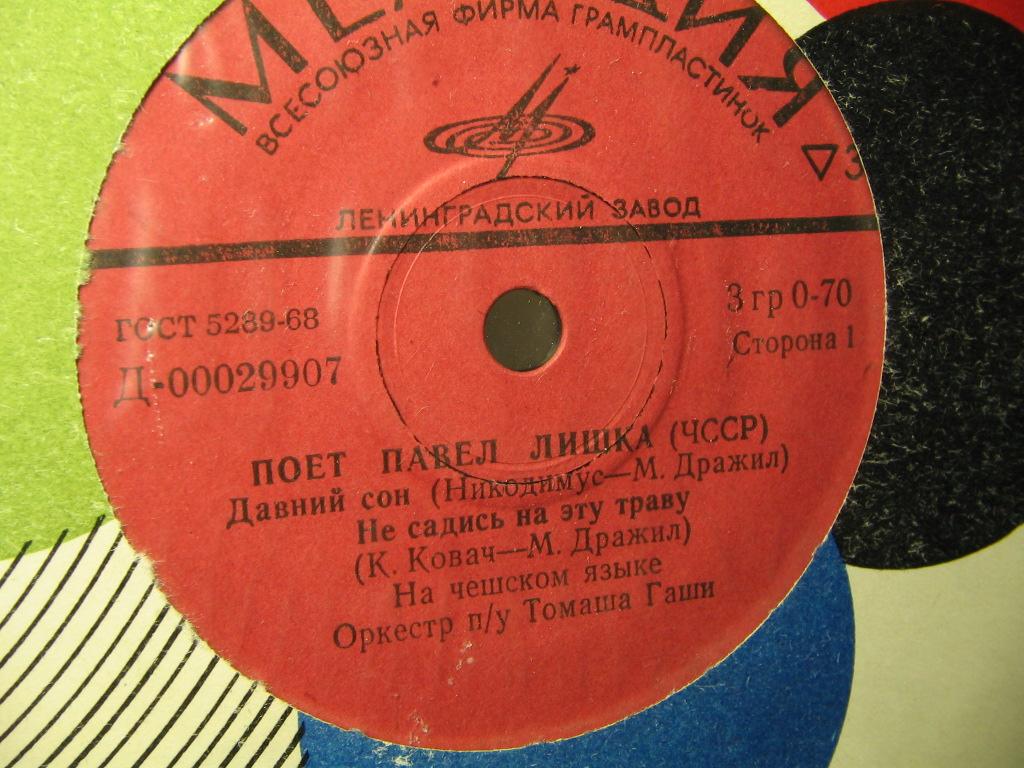 ВСЕСОЮЗНАЯ ФИРМА ГРАМПЛАСТИНОК
ЛЕНИНГРАДСКИЙ ЗАВОД
ГОСТ 5289-68
3 гр 0-70
Д-00029907
Сторона 1
ПОЕТ ПАВЕЛ ЛИШКА (ЧССР)
Давний сон (Никодимус—М. Дражил)
Не садись на эту траву
(К. Ковач—М. Дражил)
На чешском языке
Оркестр п/у Томаша Гаши